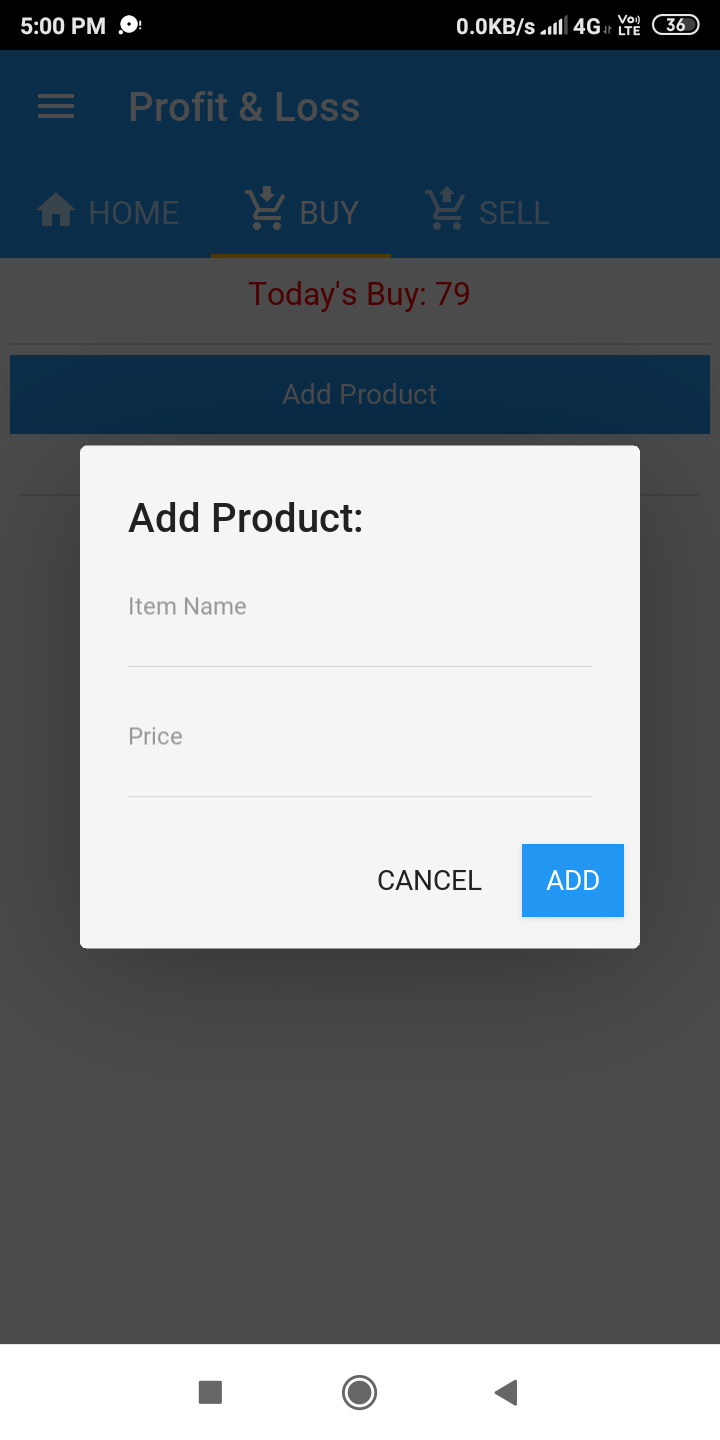 5:00 PM 0.0KB/s 4G Vo) LTE 36
Profit & Loss
HOME BUY SELL
Today's Buy: 79
Add Product
Add Product:
Item Name
Price
CANCEL ADD